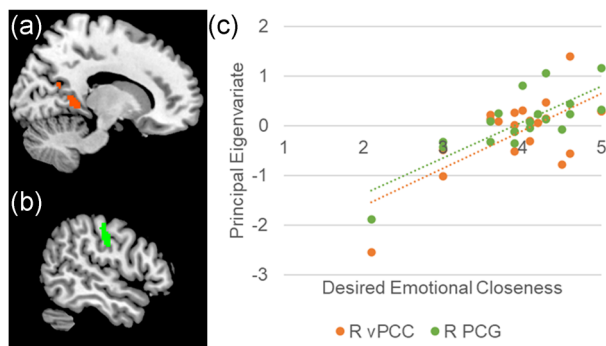 (a)
(b)
(c)
Principal Eigenvariate
2
1
0
-1
-2
-3
1
2
3
4
5
Desired Emotional Closeness
R vPCC
R PCG